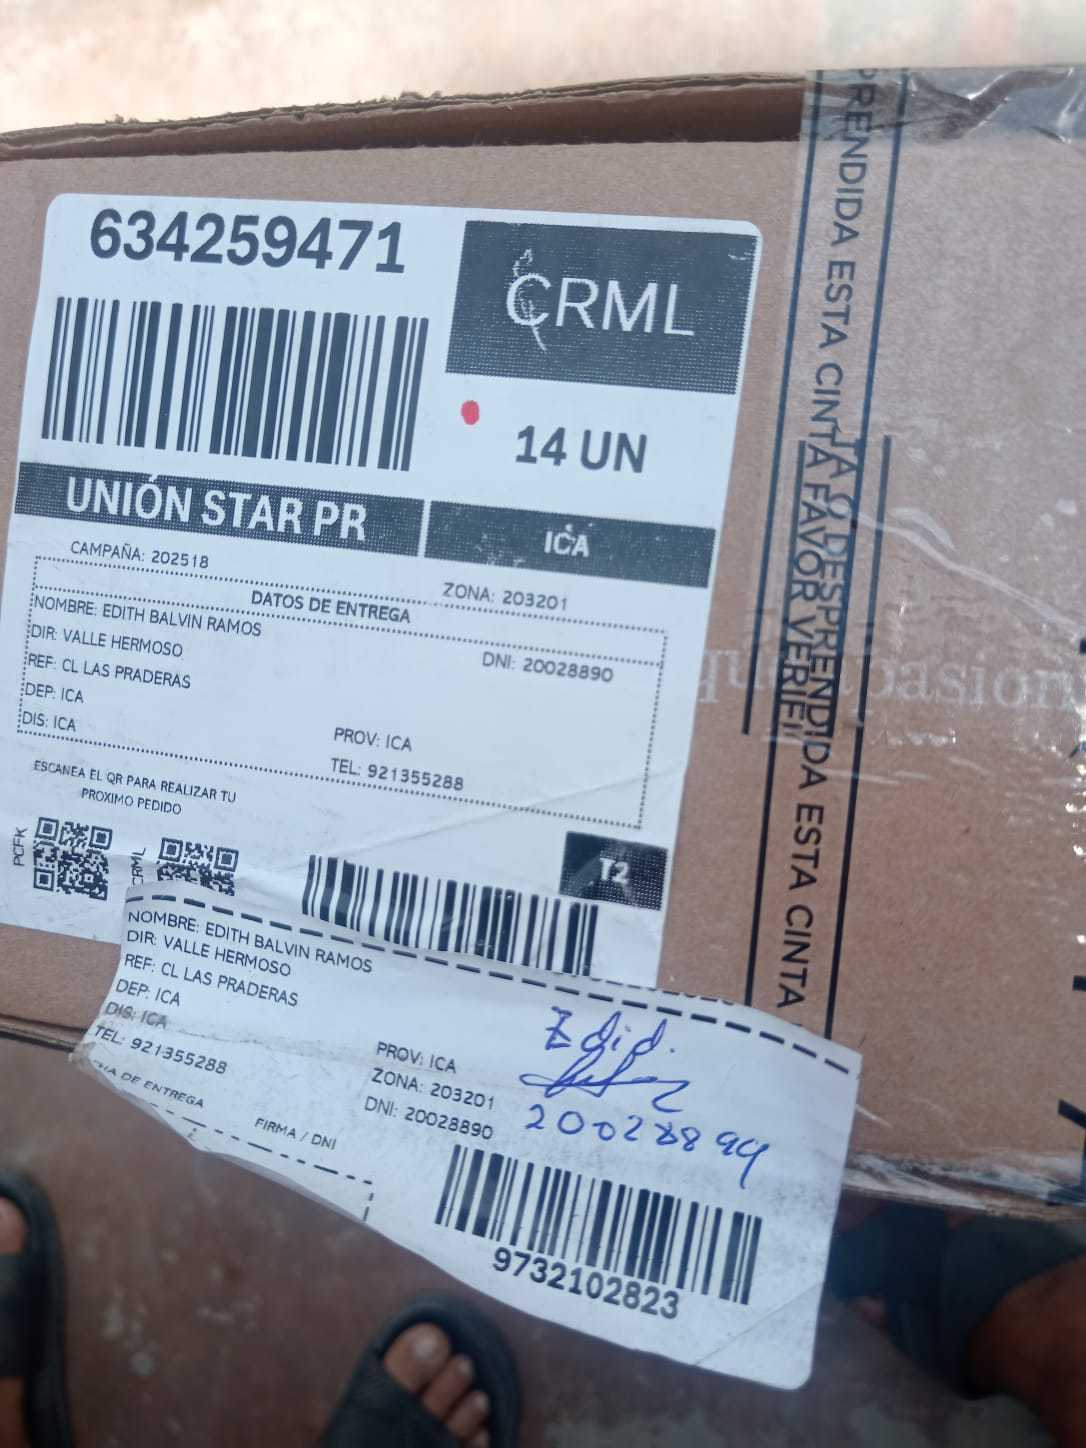 634259471
CRML
14 UN
UNIÓN STAR PR
ICA
CAMPAÑA: 202518
ZONA: 203201
DATOS DE ENTREGA
NOMBRE: EDITH BALVIN RAMOS
DIR: VALLE HERMOSO
DNI: 20028890
REF: CL LAS PRADERAS
DEP: ICA
PROV: ICA
DIS: ICA
TEL: 921355288
ESCANEA EL QR PARA REALIZAR TU
PROXIMO PEDIDO
PCFK
T2
NOMBRE: EDITH BALVIN RAMOS
DIR: VALLE HERMOSO
REF: CL LAS PRADERAS
DEP: ICA
DIS: ICA
TEL: 921355288
PROV: ICA
ZONA: 203201
DNI: 20028890
DE ENTREGA
FIRMA / DNI
9732102823
PRENDIDA ESTA CINTA FAVOR VERIFI
TA O DESPRENDIDA ESTA CINTA
pasion